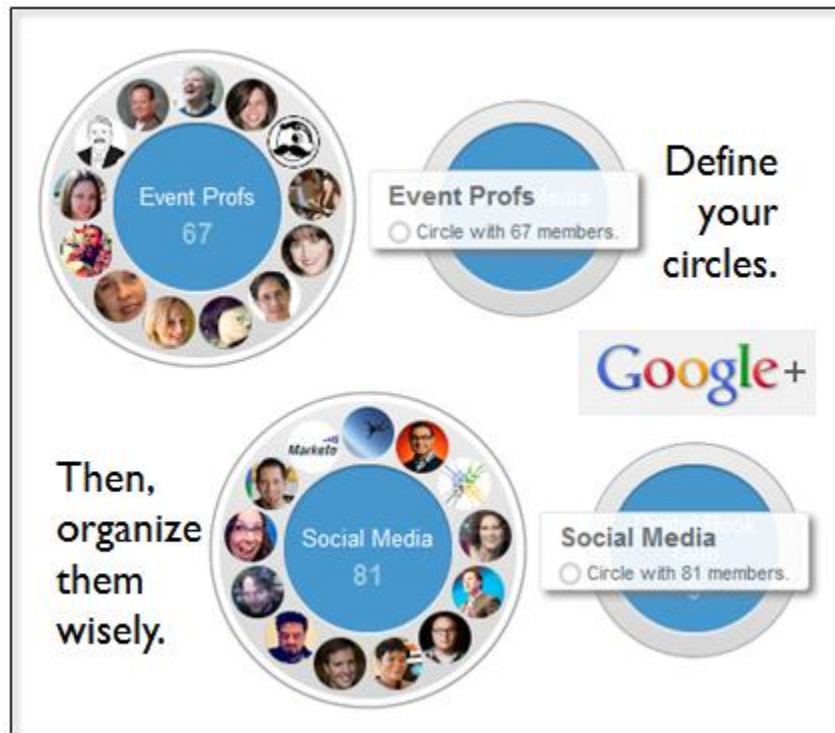 Event Profs
67
Event Profs
Circle with 67 members.
Define
your
circles.
Google+
Then,
organize
them
wisely.
Marketo
Social Media
81
Social Media
Circle with 81 members.